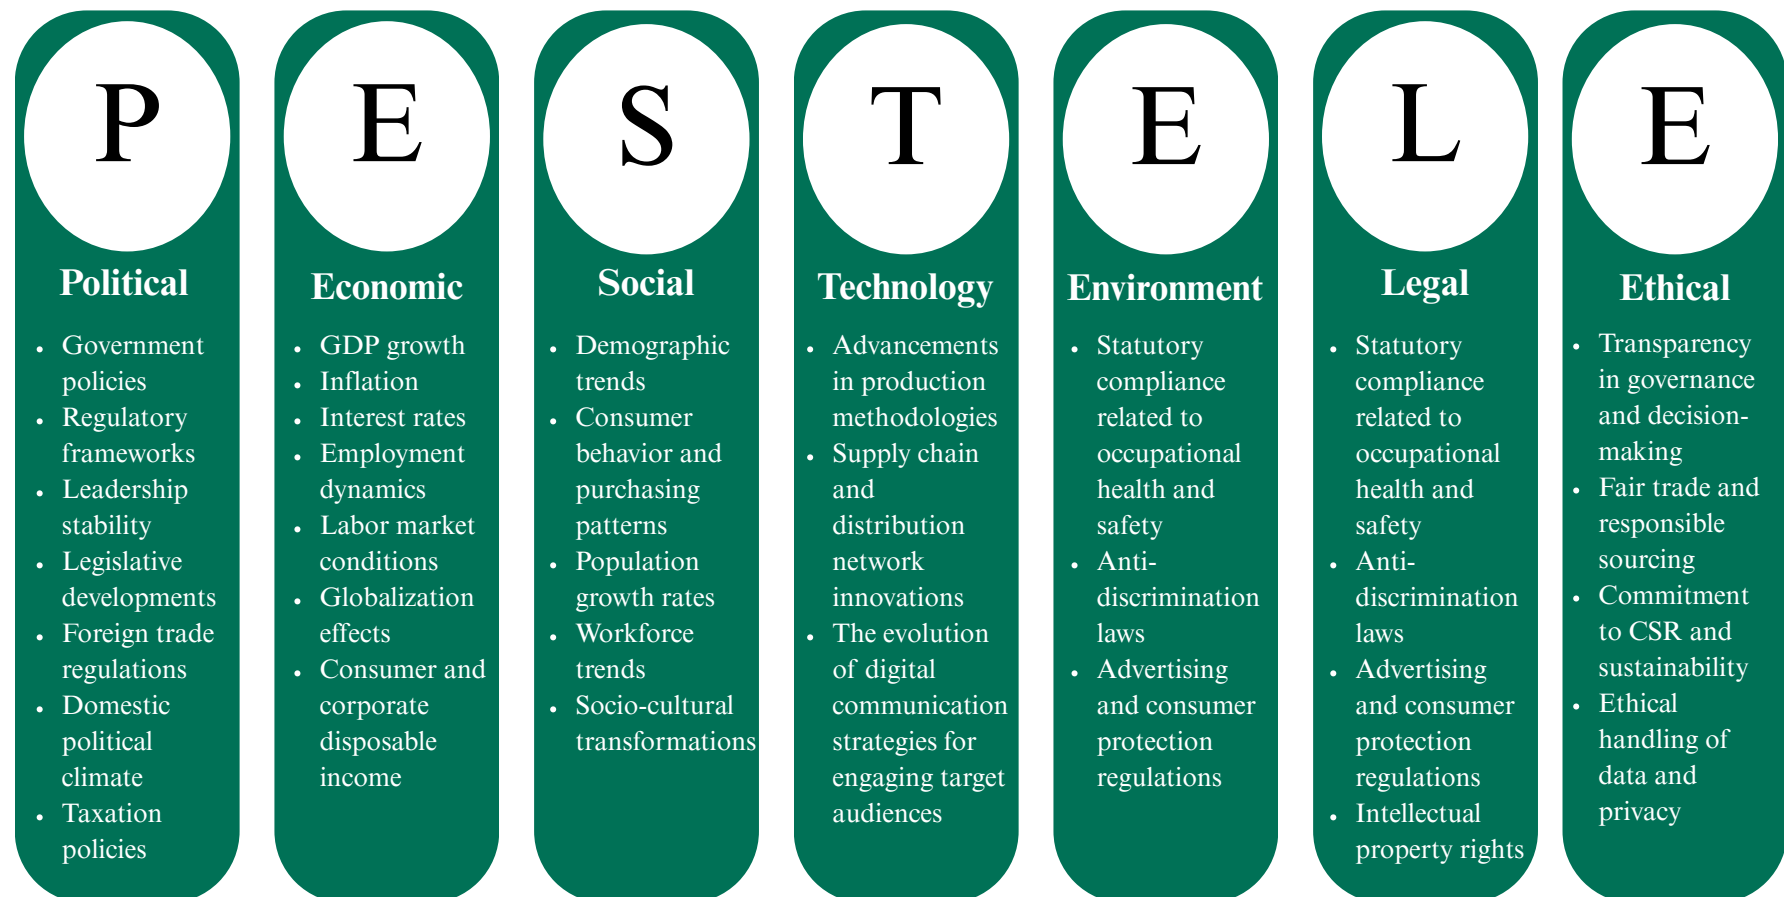 P
Political
• Government
policies
• Regulatory
frameworks
• Leadership
stability
• Legislative
developments
• Foreign trade
regulations
• Domestic
political
climate
• Taxation
policies
E
Economic
• GDP growth
• Inflation
• Interest rates
• Employment
dynamics
• Labor market
conditions
• Globalization
effects
• Consumer and
corporate
disposable
income
S
Social
• Demographic
trends
• Consumer
behavior and
purchasing
patterns
• Population
growth rates
• Workforce
trends
• Socio-cultural
transformations
T
Technology
• Advancements
in production
methodologies
• Supply chain
and
distribution
network
innovations
• The evolution
of digital
communication
strategies for
engaging target
audiences
E
Environment
• Statutory
compliance
related to
occupational
health and
safety
• Anti-
discrimination
laws
• Advertising
and consumer
protection
regulations
L
Legal
• Statutory
compliance
related to
occupational
health and
safety
• Anti-
discrimination
laws
• Advertising
and consumer
protection
regulations
• Intellectual
property rights
E
Ethical
• Transparency
in governance
and decision-
making
• Fair trade and
responsible
sourcing
• Commitment
to CSR and
sustainability
• Ethical
handling of
data and
privacy